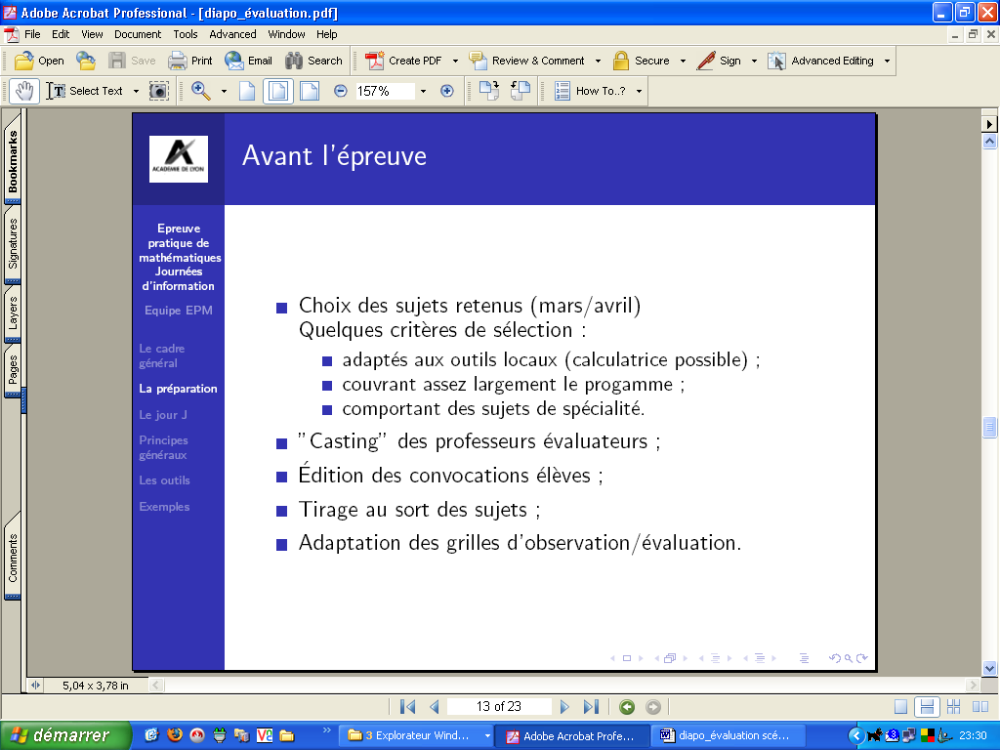 Adobe Acrobat Professional - [diapo_évaluation.pdf]
File Edit View Document Tools Advanced Window Help
Open Save Print Email Search Create PDF Review & Comment Secure Sign Advanced Editing
Select Text 157% How To..?
Bookmarks
Signatures
Layers
Pages
Comments
ACADEMIE DE LYON
Avant l'épreuve
Epreuve
pratique de
mathématiques
Journées
d'information
Equipe EPM
Le cadre
général
La préparation
Le jour J
Principes
généraux
Les outils
Exemples
Choix des sujets retenus (mars/avril)
Quelques critères de sélection :
adaptés aux outils locaux (calculatrice possible) ;
couvrant assez largement le progamme ;
comportant des sujets de spécialité.
"Casting" des professeurs évaluateurs ;
Édition des convocations élèves ;
Tirage au sort des sujets ;
Adaptation des grilles d'observation/évaluation.
5,04 x 3,78 in
13 of 23
démarrer 3 Explorateur Wind... Adobe Acrobat Profe... diapo_évaluation scé... 23:30